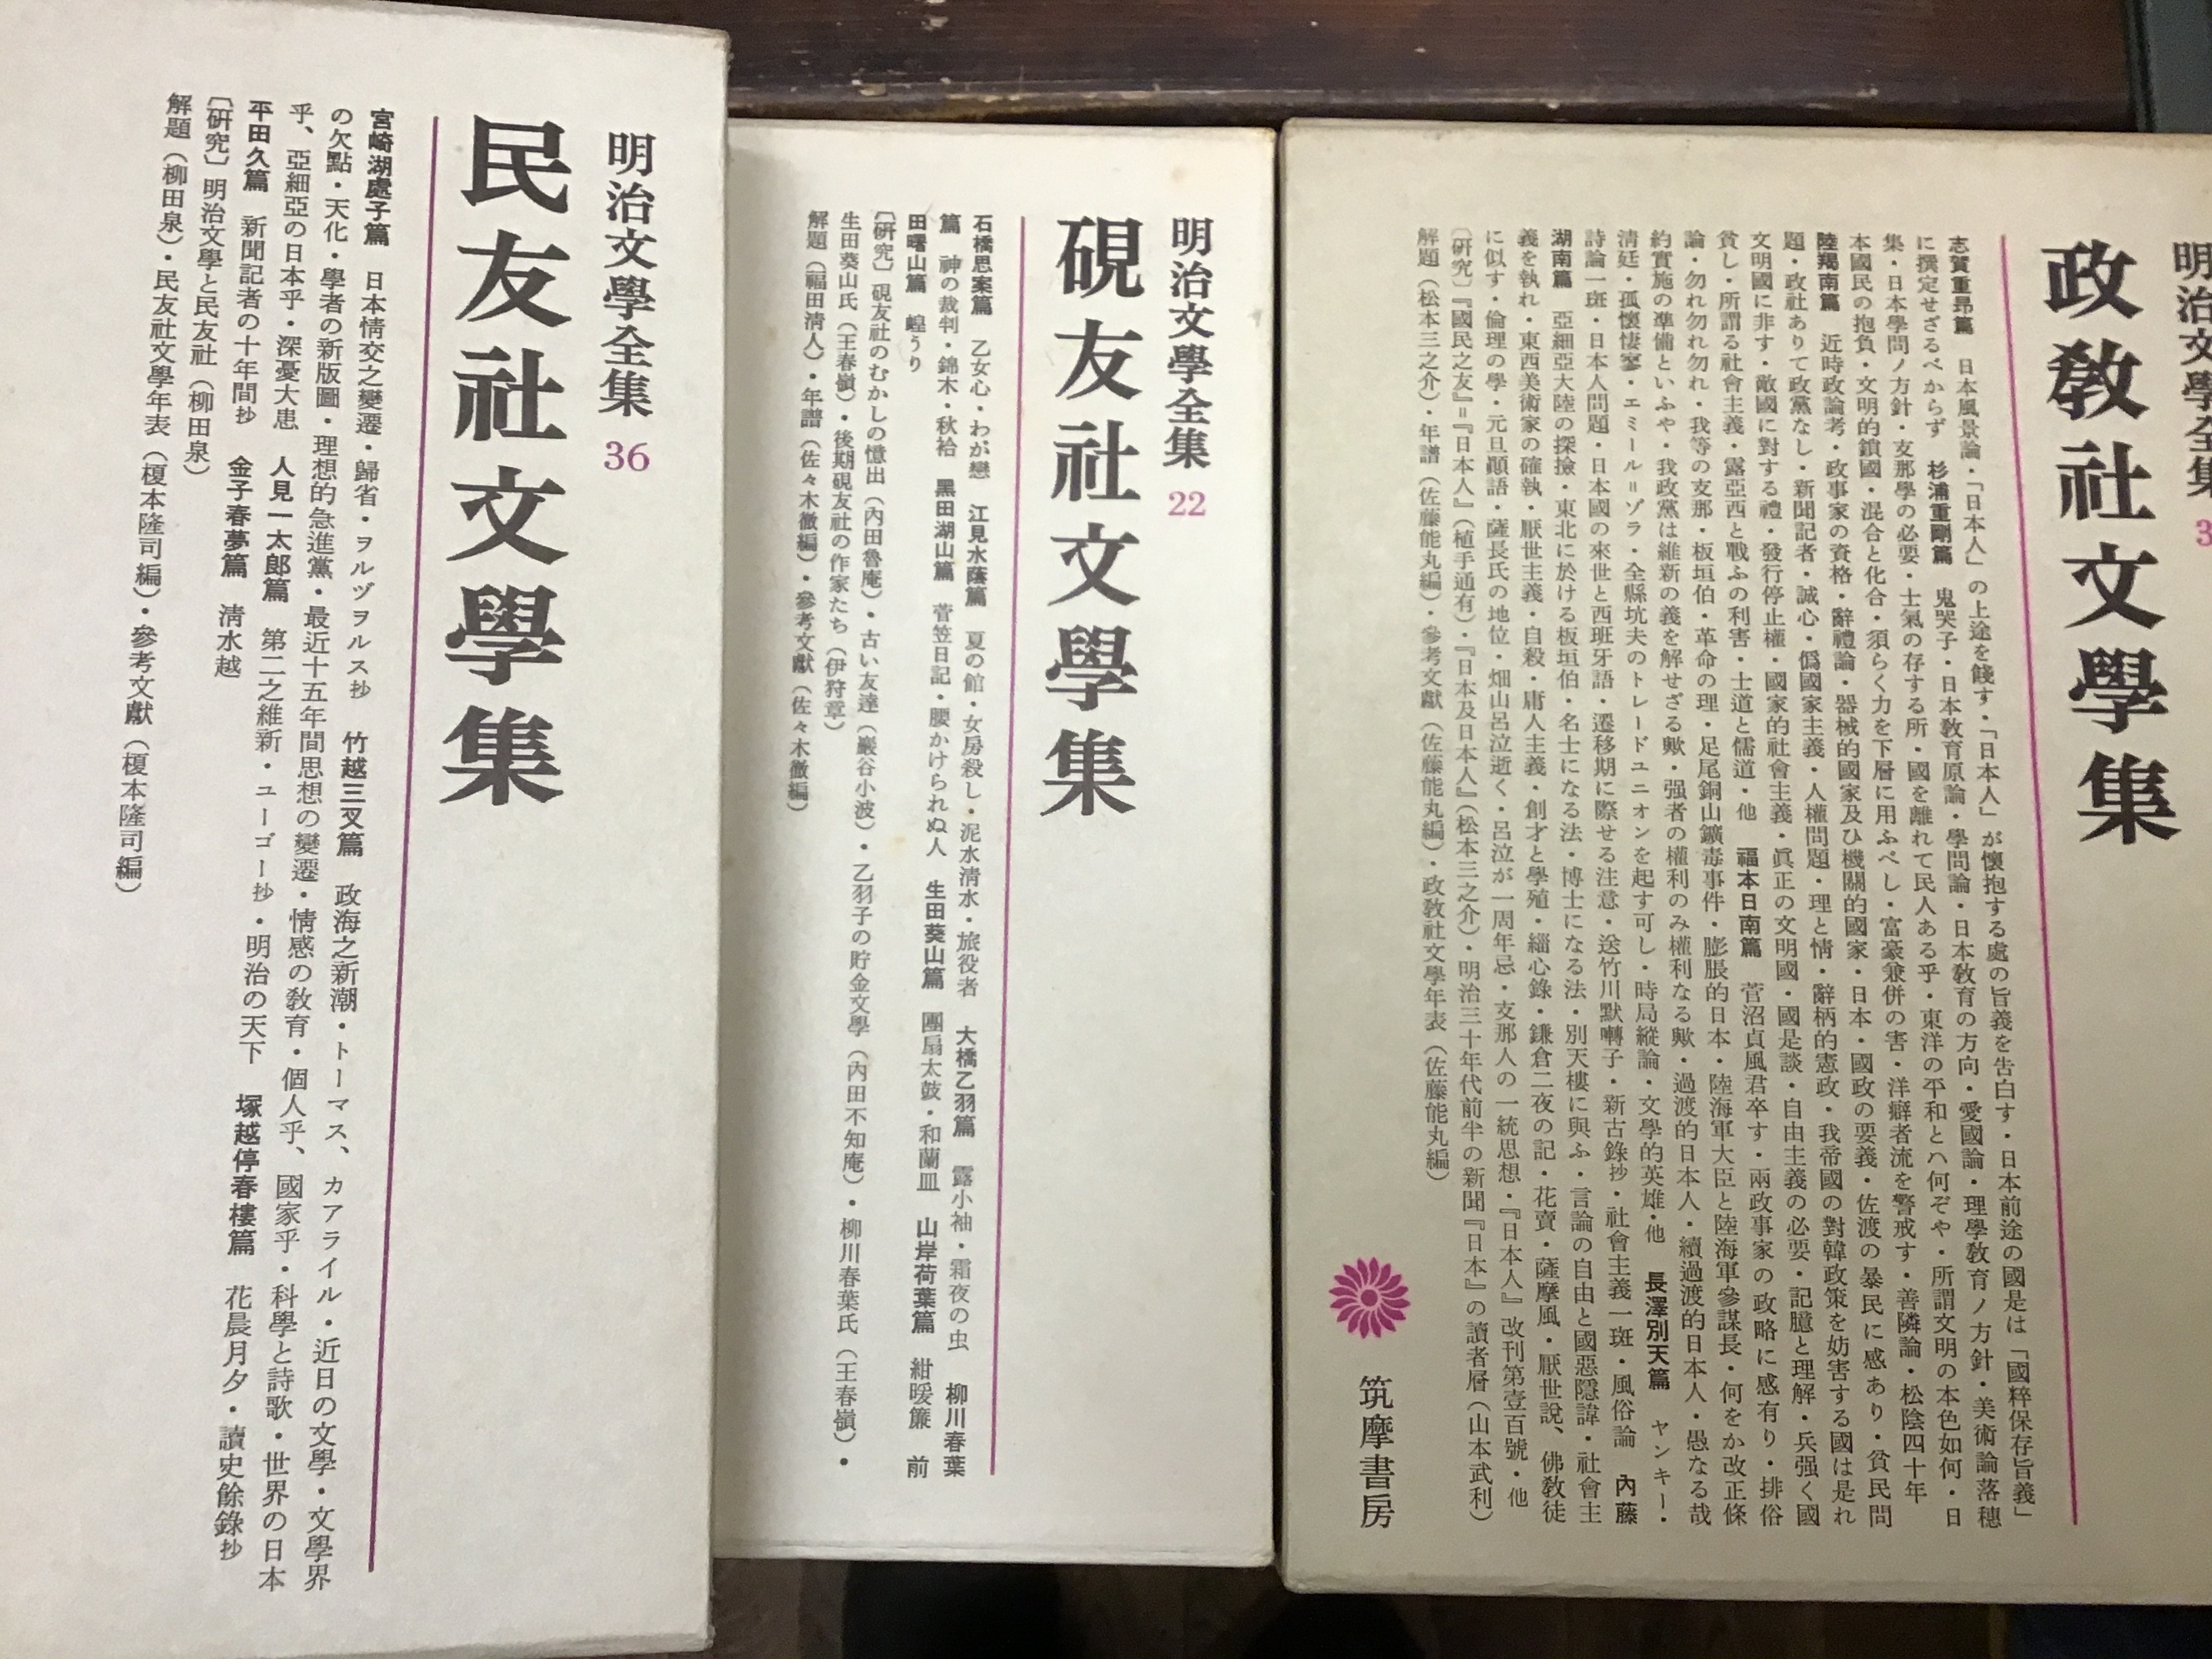 明治文學全集 36
民友社文學集
宮崎湖處子篇　日本情交之變遷・歸省・ヲルヅヲルス抄　竹越三叉篇　政海之新潮・トーマス、カアライル・近日の文學・文學界
の欠點・天化・學者の新版圖・理想的急進黨・最近十五年間思想の變遷・情感の敎育・個人乎、國家乎・科學と詩歌・世界の日本
乎、亞細亞の日本乎・深憂大患　人見一太郎篇　第二之維新・ユーゴー抄・明治の天下　塚越停春樓篇　花晨月夕・讀史餘錄抄
平田久篇　新聞記者の十年間抄　金子春夢篇　淸水越
〔硏究〕明治文學と民友社（柳田泉）
解題（柳田泉）・民友社文學年表（榎本隆司編）・參考文獻（榎本隆司編）
明治文學全集 22
硯友社文學集
石橋思案篇　乙女心・わが戀　江見水蔭篇　夏の館・女房殺し・泥水淸水・旅役者　大橋乙羽篇　露小袖・霜夜の虫　柳川春葉
篇　神の裁判・錦木・秋袷　黑田湖山篇　菅笠日記・腰かけられぬ人　生田葵山篇　團扇太鼓・和蘭皿　山岸荷葉篇　紺暖簾　前
田曙山篇　蝗うり
〔硏究〕硯友社のむかしの憶出（內田魯庵）・古い友達（巖谷小波）・乙羽子の貯金文學（內田不知庵）・柳川春葉氏（王春嶺）・
生田葵山氏（王春嶺）・後期硯友社の作家たち（伊狩章）
解題（福田淸人）・年譜（佐々木徹編）・參考文獻（佐々木徹編）
明治文學全集 3
政敎社文學集
志賀重昂篇　日本風景論・「日本人」の上途を餞す・「日本人」が懷抱する處の旨義を告白す・日本前途の國是は「國粹保存旨義」
に撰定せざるべからず　杉浦重剛篇　鬼哭子・日本敎育原論・學問論・日本敎育の方向・愛國論・理學敎育ノ方針・美術論落穗
集・日本學問ノ方針・支那學の必要・士氣の存する所・國を離れて民人ある乎・東洋の平和とハ何ぞや・所謂文明の本色如何・日
本國民の抱負・文明的鎖國・混合と化合・須らく力を下層に用ふべし・富豪兼併の害・洋癖者流を警戒す・善隣論・松陰四十年
陸羯南篇　近時政論考・政事家の資格・辭禮論・器械的國家及ひ機關的國家・日本・國政の要義・佐渡の暴民に感あり・貧民問
題・政社ありて政黨なし・新聞記者・誠心・僞國家主義・人權問題・理と情・辭柄的憲政・我帝國の對韓政策を妨害する國は是れ
文明國に非す・敵國に對する禮・發行停止權・國家的社會主義・眞正の文明國・國是談・自由主義の必要・記臆と理解・兵强く國
貧し・所謂る社會主義・露亞西と戰ふの利害・士道と儒道・他　福本日南篇　菅沼貞風君卒す・兩政事家の政略に感有り・排俗
論・勿れ勿れ勿れ・我等の支那・板垣伯・革命の理・足尾銅山鑛毒事件・膨脹的日本・陸海軍大臣と陸海軍參謀長・何をか改正條
約實施の準備といふや・我政黨は維新の義を解せざる歟・强者の權利のみ權利なる歟・過渡的日本人・續過渡的日本人・愚なる哉
淸廷・孤懷悽寥・エミール＝ゾラ・全縣坑夫のトレードユニオンを起す可し・時局縱論・文學的英雄・他　長澤別天篇　ヤンキー・
詩論一斑・日本人問題・日本國の來世と西班牙語・遷移期に際せる注意・送竹川默囀子・新古錄抄・社會主義一斑・風俗論　內藤
湖南篇　亞細亞大陸の探撿・東北に於ける板垣伯・名士になる法・博士になる法・別天樓に與ふ・言論の自由と國惡隱諱・社會主
義を執れ・東西美術家の確執・厭世主義・自殺・庸人主義・創才と學殖・緇心錄・鎌倉二夜の記・花賣・薩摩風・厭世說、佛敎徒
に似す・倫理の學・元旦顚語・薩長氏の地位・畑山呂泣逝く・呂泣が一周年忌・支那人の一統思想・『日本人』改刊第壹百號・他
〔硏究〕『國民之友』＝『日本人』（植手通有）・『日本及日本人』（松本三之介）・明治三十年代前半の新聞『日本』の讀者層（山本武利）
解題（松本三之介）・年譜（佐藤能丸編）・參考文獻（佐藤能丸編）・政敎社文學年表（佐藤能丸編）
筑摩書房